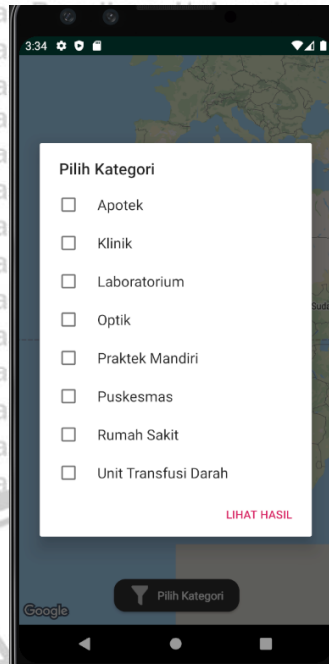 3:34
Pilih Kategori
Apotek
Klinik
Laboratorium
Optik
Praktek Mandiri
Puskesmas
Rumah Sakit
Unit Transfusi Darah
LIHAT HASIL
Pilih Kategori
Google